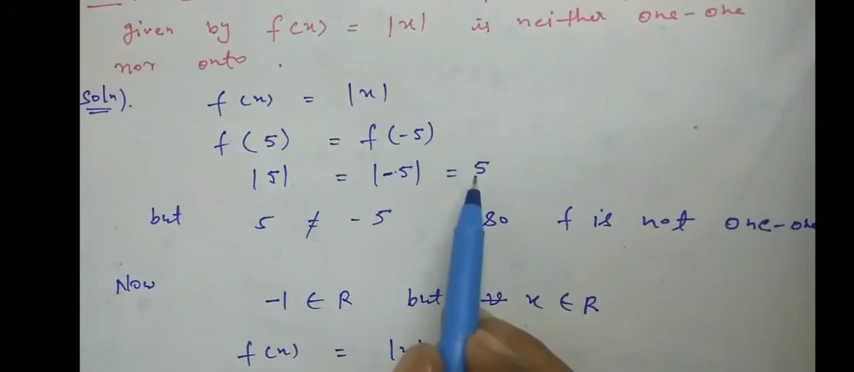 given by f(x) = |x| is neither one-one
nor onto.
Soln). f(x) = |x|
f(5) = f(-5)
|5| = |-5| = 5
but 5 ≠ -5 so f is not one-one
Now
-1 ∈ R but x ∈ R
f(x) =